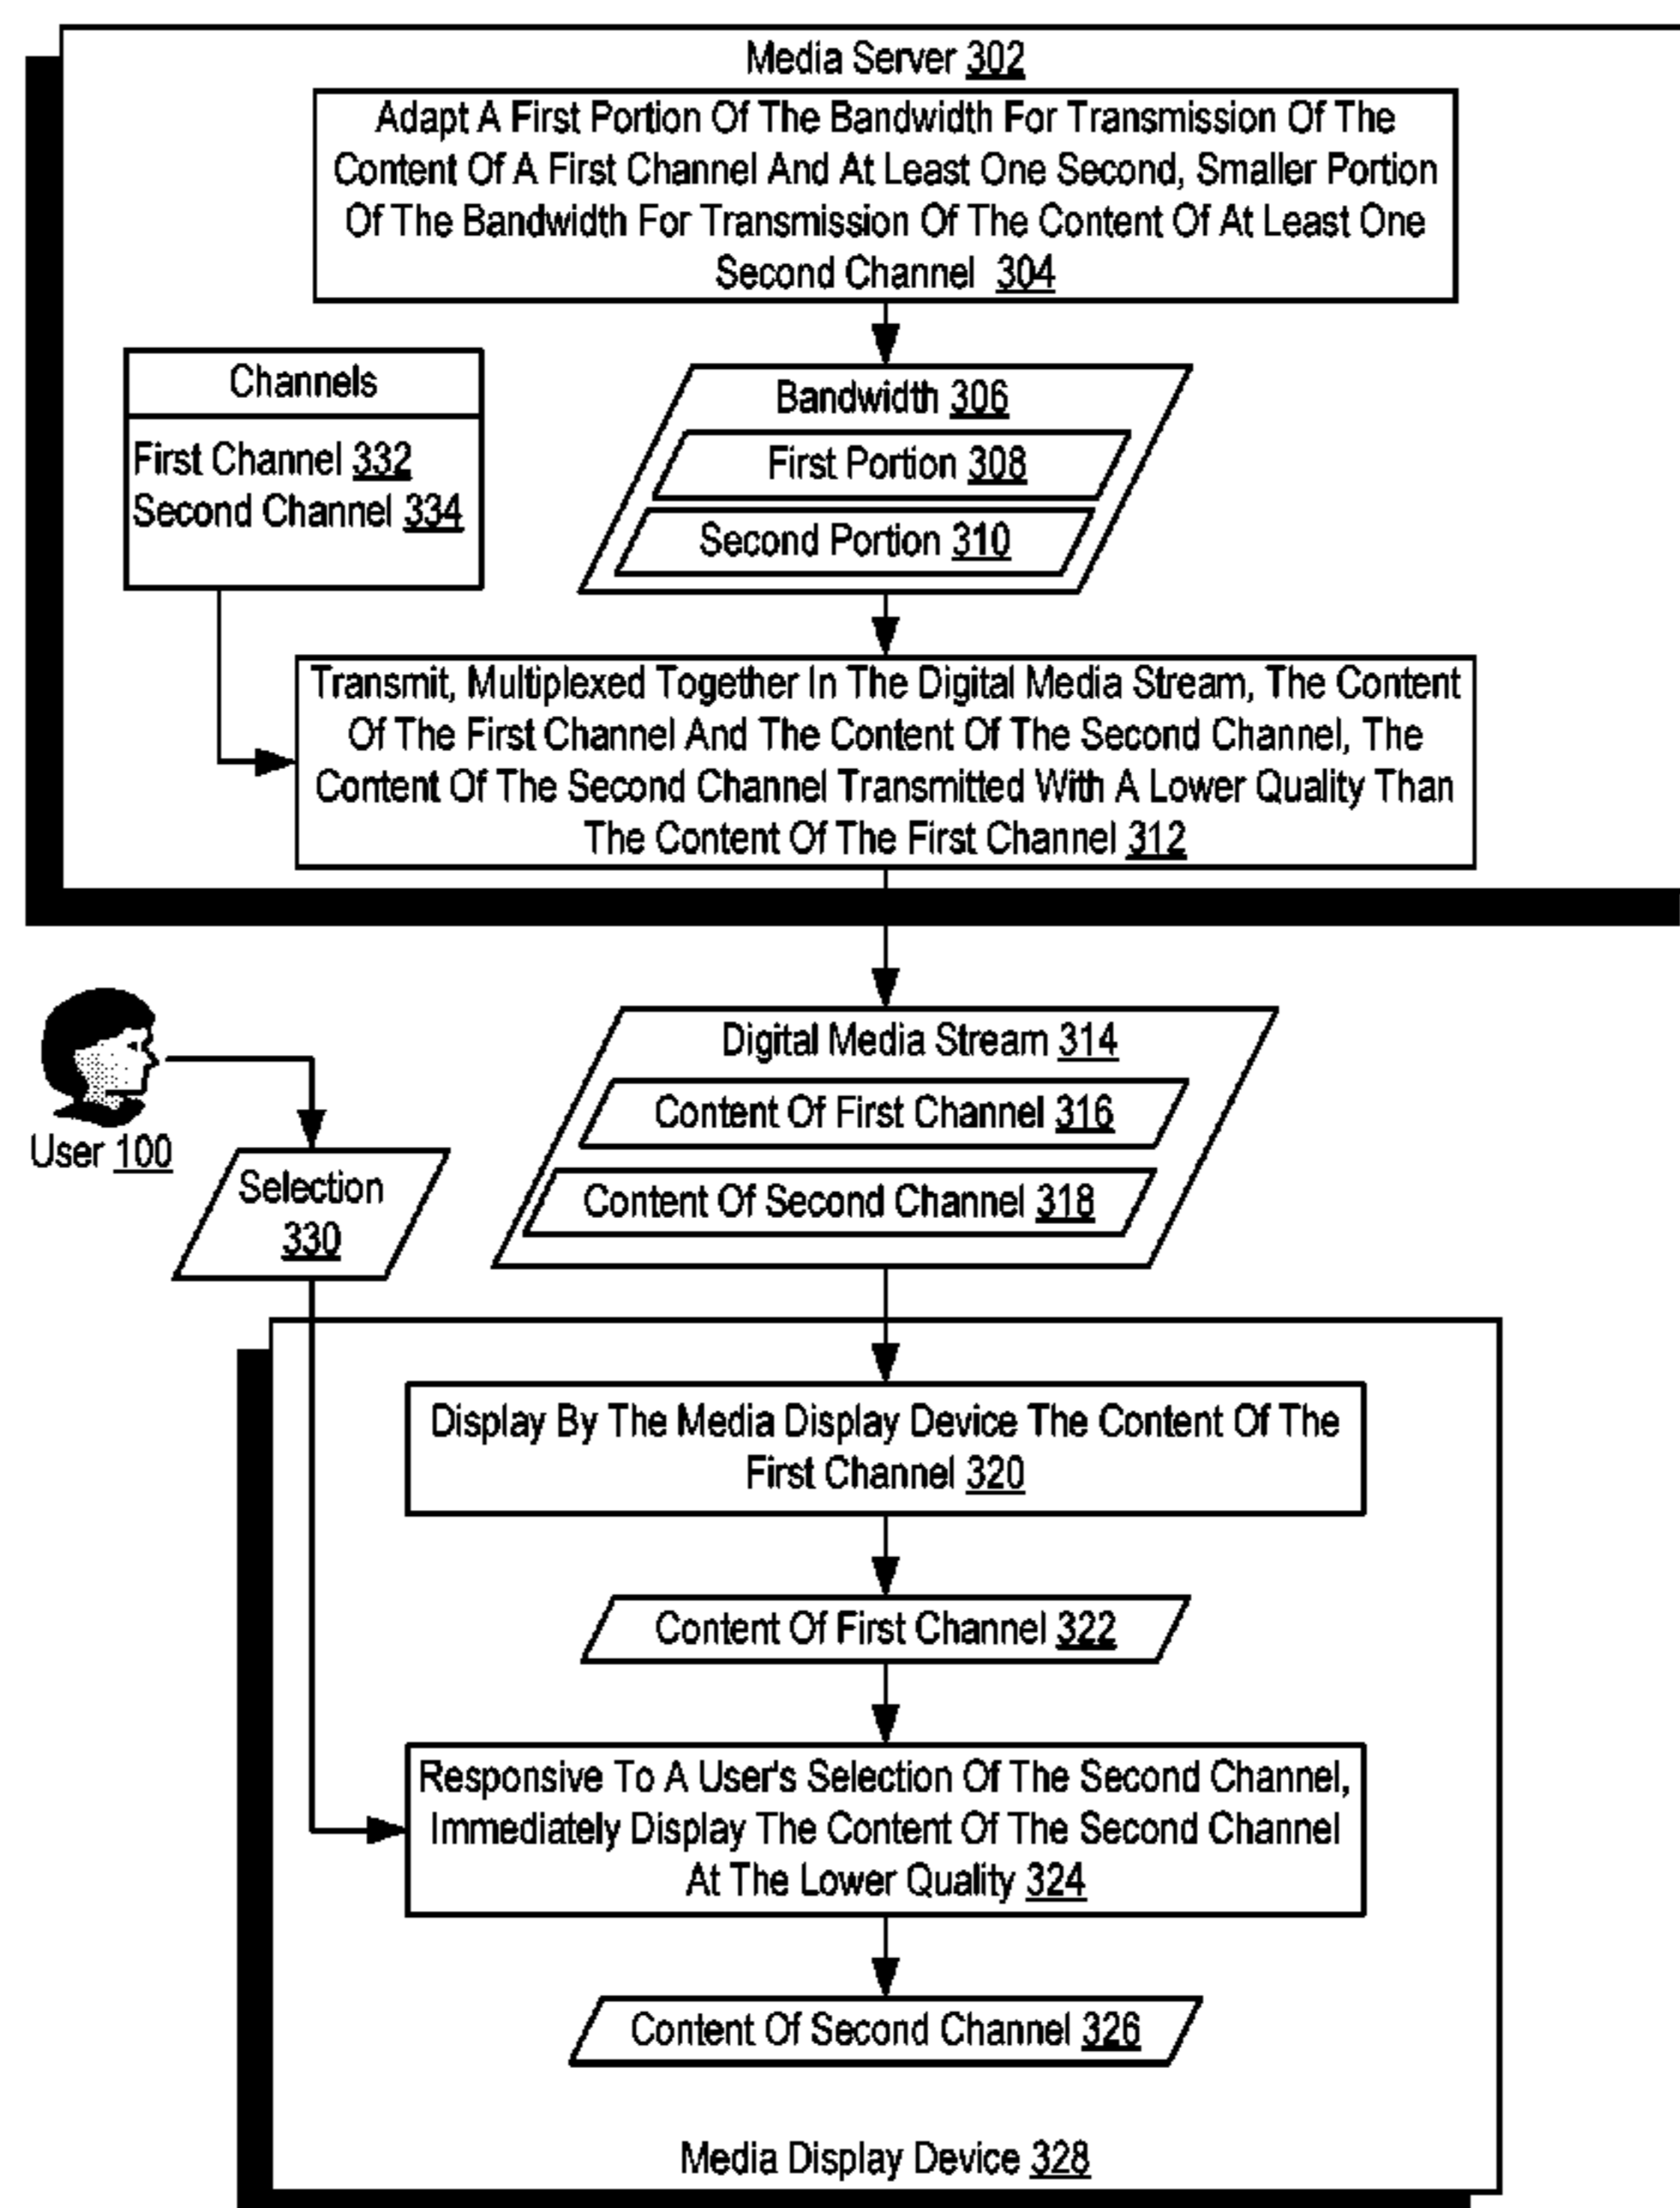 Media Server 302
Adapt A First Portion Of The Bandwidth For Transmission Of The
Content Of A First Channel And At Least One Second, Smaller Portion
Of The Bandwidth For Transmission Of The Content Of At Least One
Second Channel 304
Channels
First Channel 332
Second Channel 334
Bandwidth 306
First Portion 308
Second Portion 310
Transmit, Multiplexed Together In The Digital Media Stream, The Content
Of The First Channel And The Content Of The Second Channel, The
Content Of The Second Channel Transmitted With A Lower Quality Than
The Content Of The First Channel 312
User 100
Selection
330
Digital Media Stream 314
Content Of First Channel 316
Content Of Second Channel 318
Display By The Media Display Device The Content Of The
First Channel 320
Content Of First Channel 322
Responsive To A User's Selection Of The Second Channel,
Immediately Display The Content Of The Second Channel
At The Lower Quality 324
Content Of Second Channel 326
Media Display Device 328